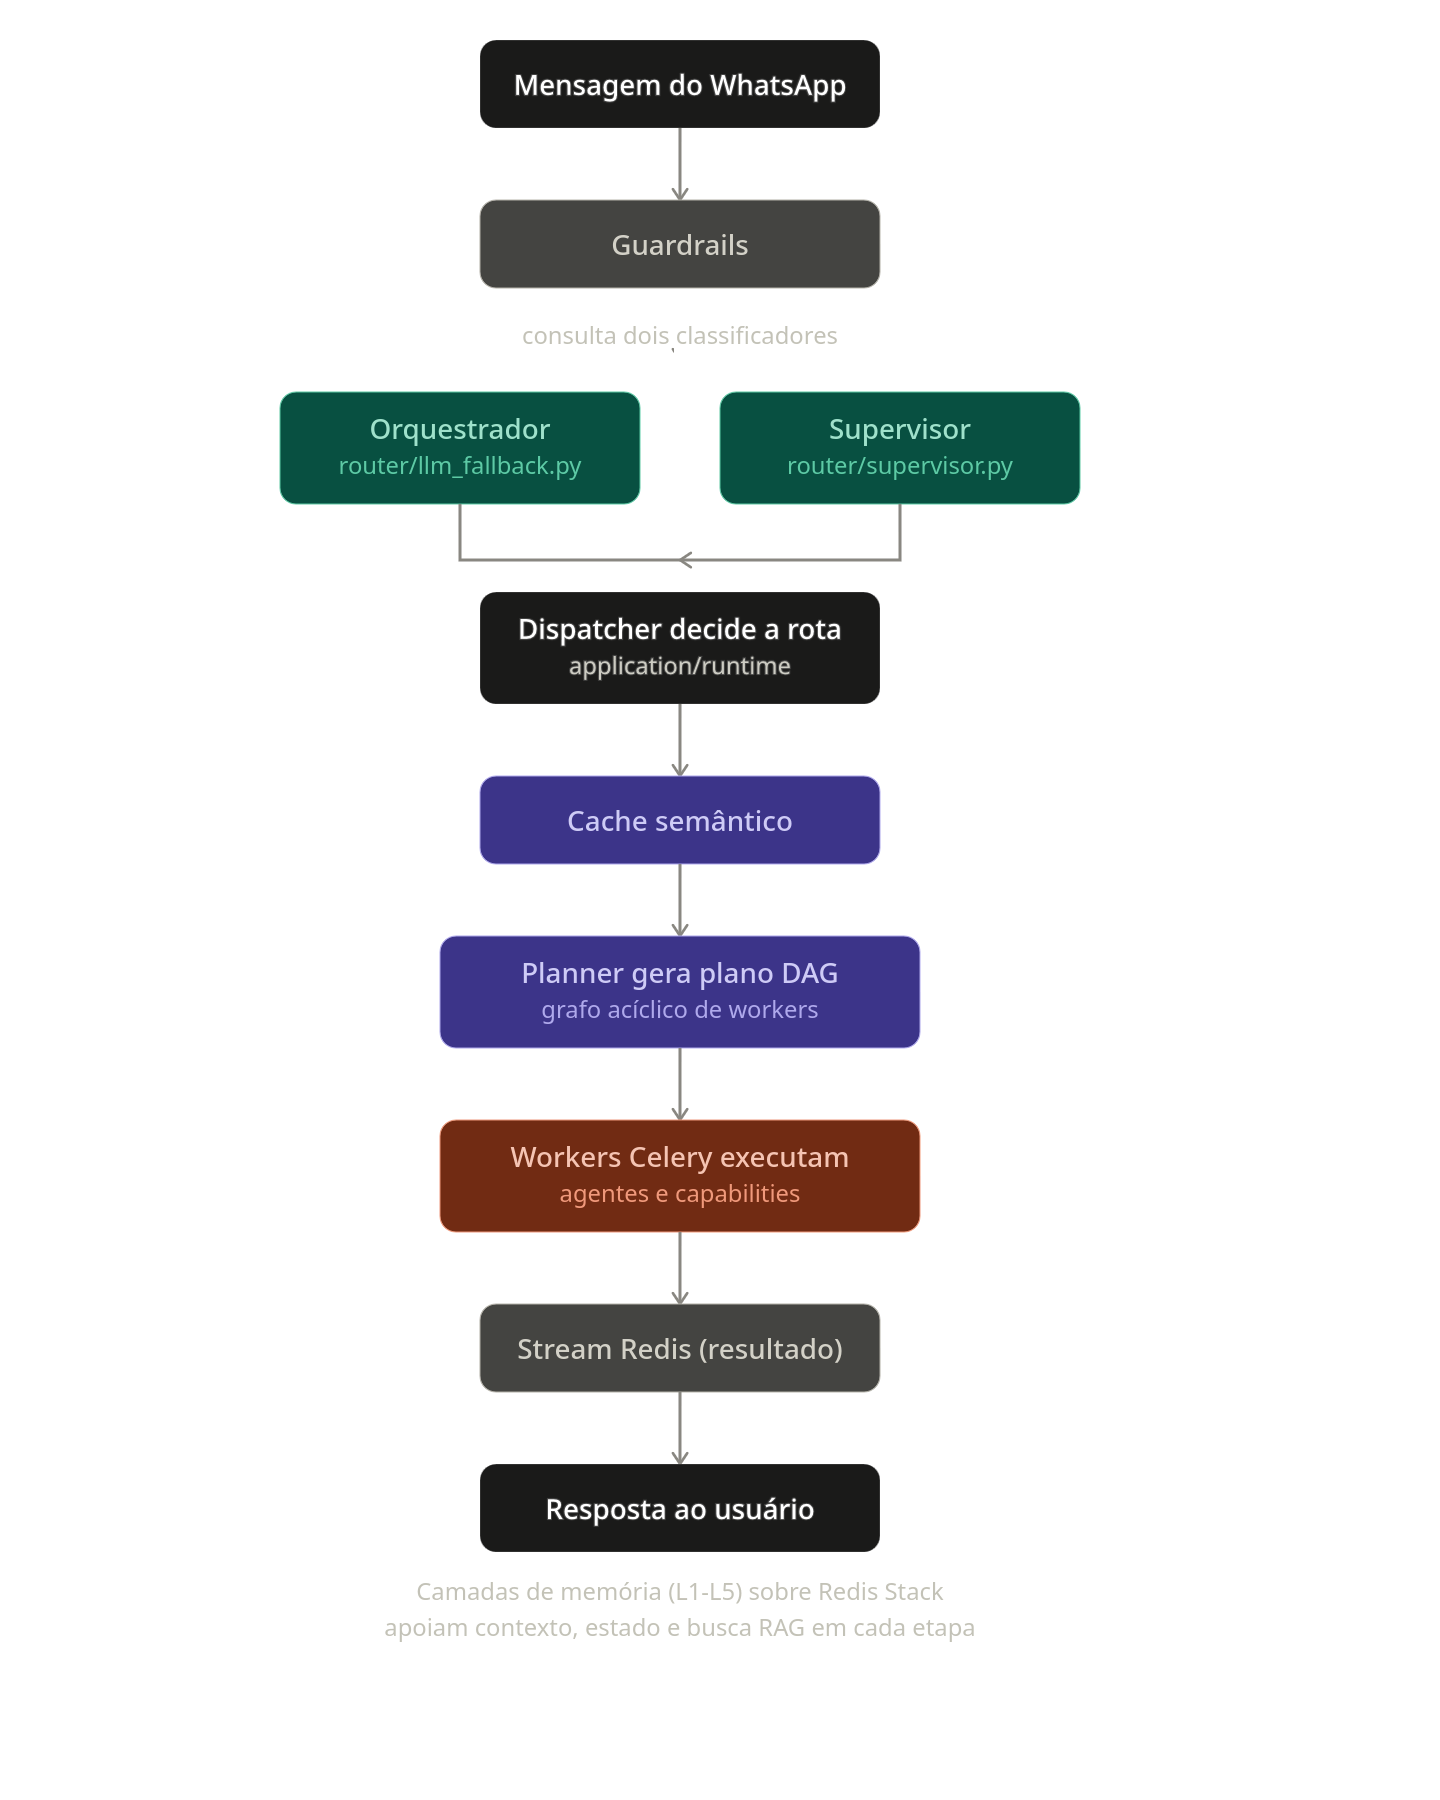 Mensagem do WhatsApp
Guardrails
consulta dois classificadores
Orquestrador
router/llm_fallback.py
Supervisor
router/supervisor.py
Dispatcher decide a rota
application/runtime
Cache semântico
Planner gera plano DAG
grafo acíclico de workers
Workers Celery executam
agentes e capabilities
Stream Redis (resultado)
Resposta ao usuário
Camadas de memória (L1-L5) sobre Redis Stack
apoiam contexto, estado e busca RAG em cada etapa